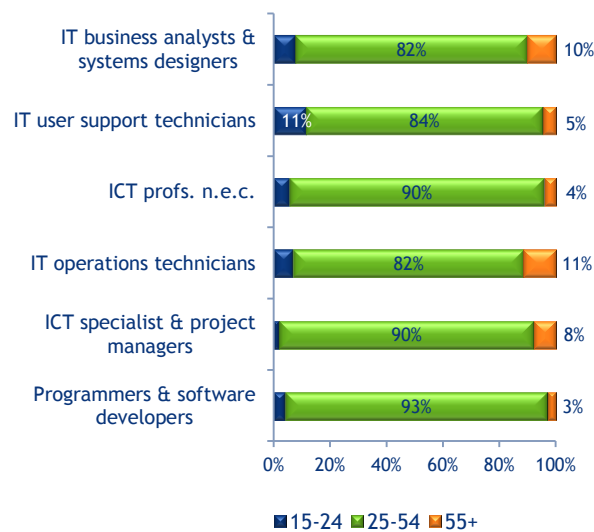 IT business analysts &
systems designers
82%
10%
IT user support technicians
11%
84%
5%
ICT profs. n.e.c.
90%
4%
IT operations technicians
82%
11%
ICT specialist & project
managers
90%
8%
Programmers & software
developers
93%
3%
0% 20% 40% 60% 80% 100%
15-24 25-54 55+